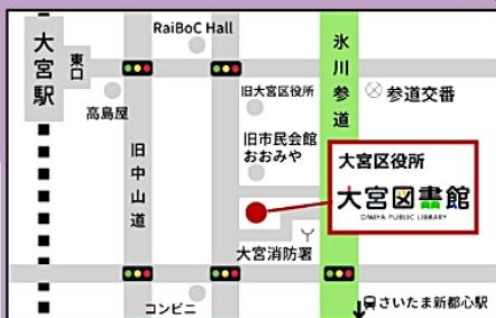 RaiBoC Hall
大宮駅
東口
高島屋
旧中山道
旧大宮区役所
旧市民会館
おおみや
氷川参道
参道交番
大宮区役所
大宮図書館
OMIYA PUBLIC LIBRARY
大宮消防署
コンビニ
さいたま新都心駅